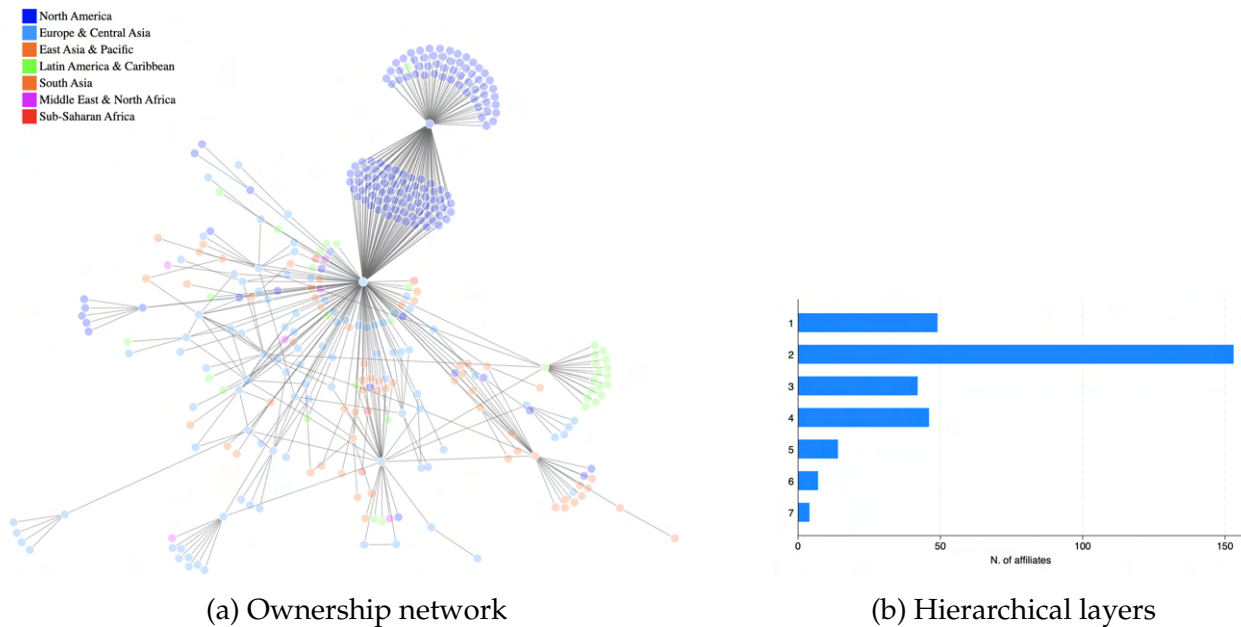 North America
Europe & Central Asia
East Asia & Pacific
Latin America & Caribbean
South Asia
Middle East & North Africa
Sub-Saharan Africa
1
2
3
4
5
6
7
0 50 100 150
N. of affiliates
(a) Ownership network
(b) Hierarchical layers